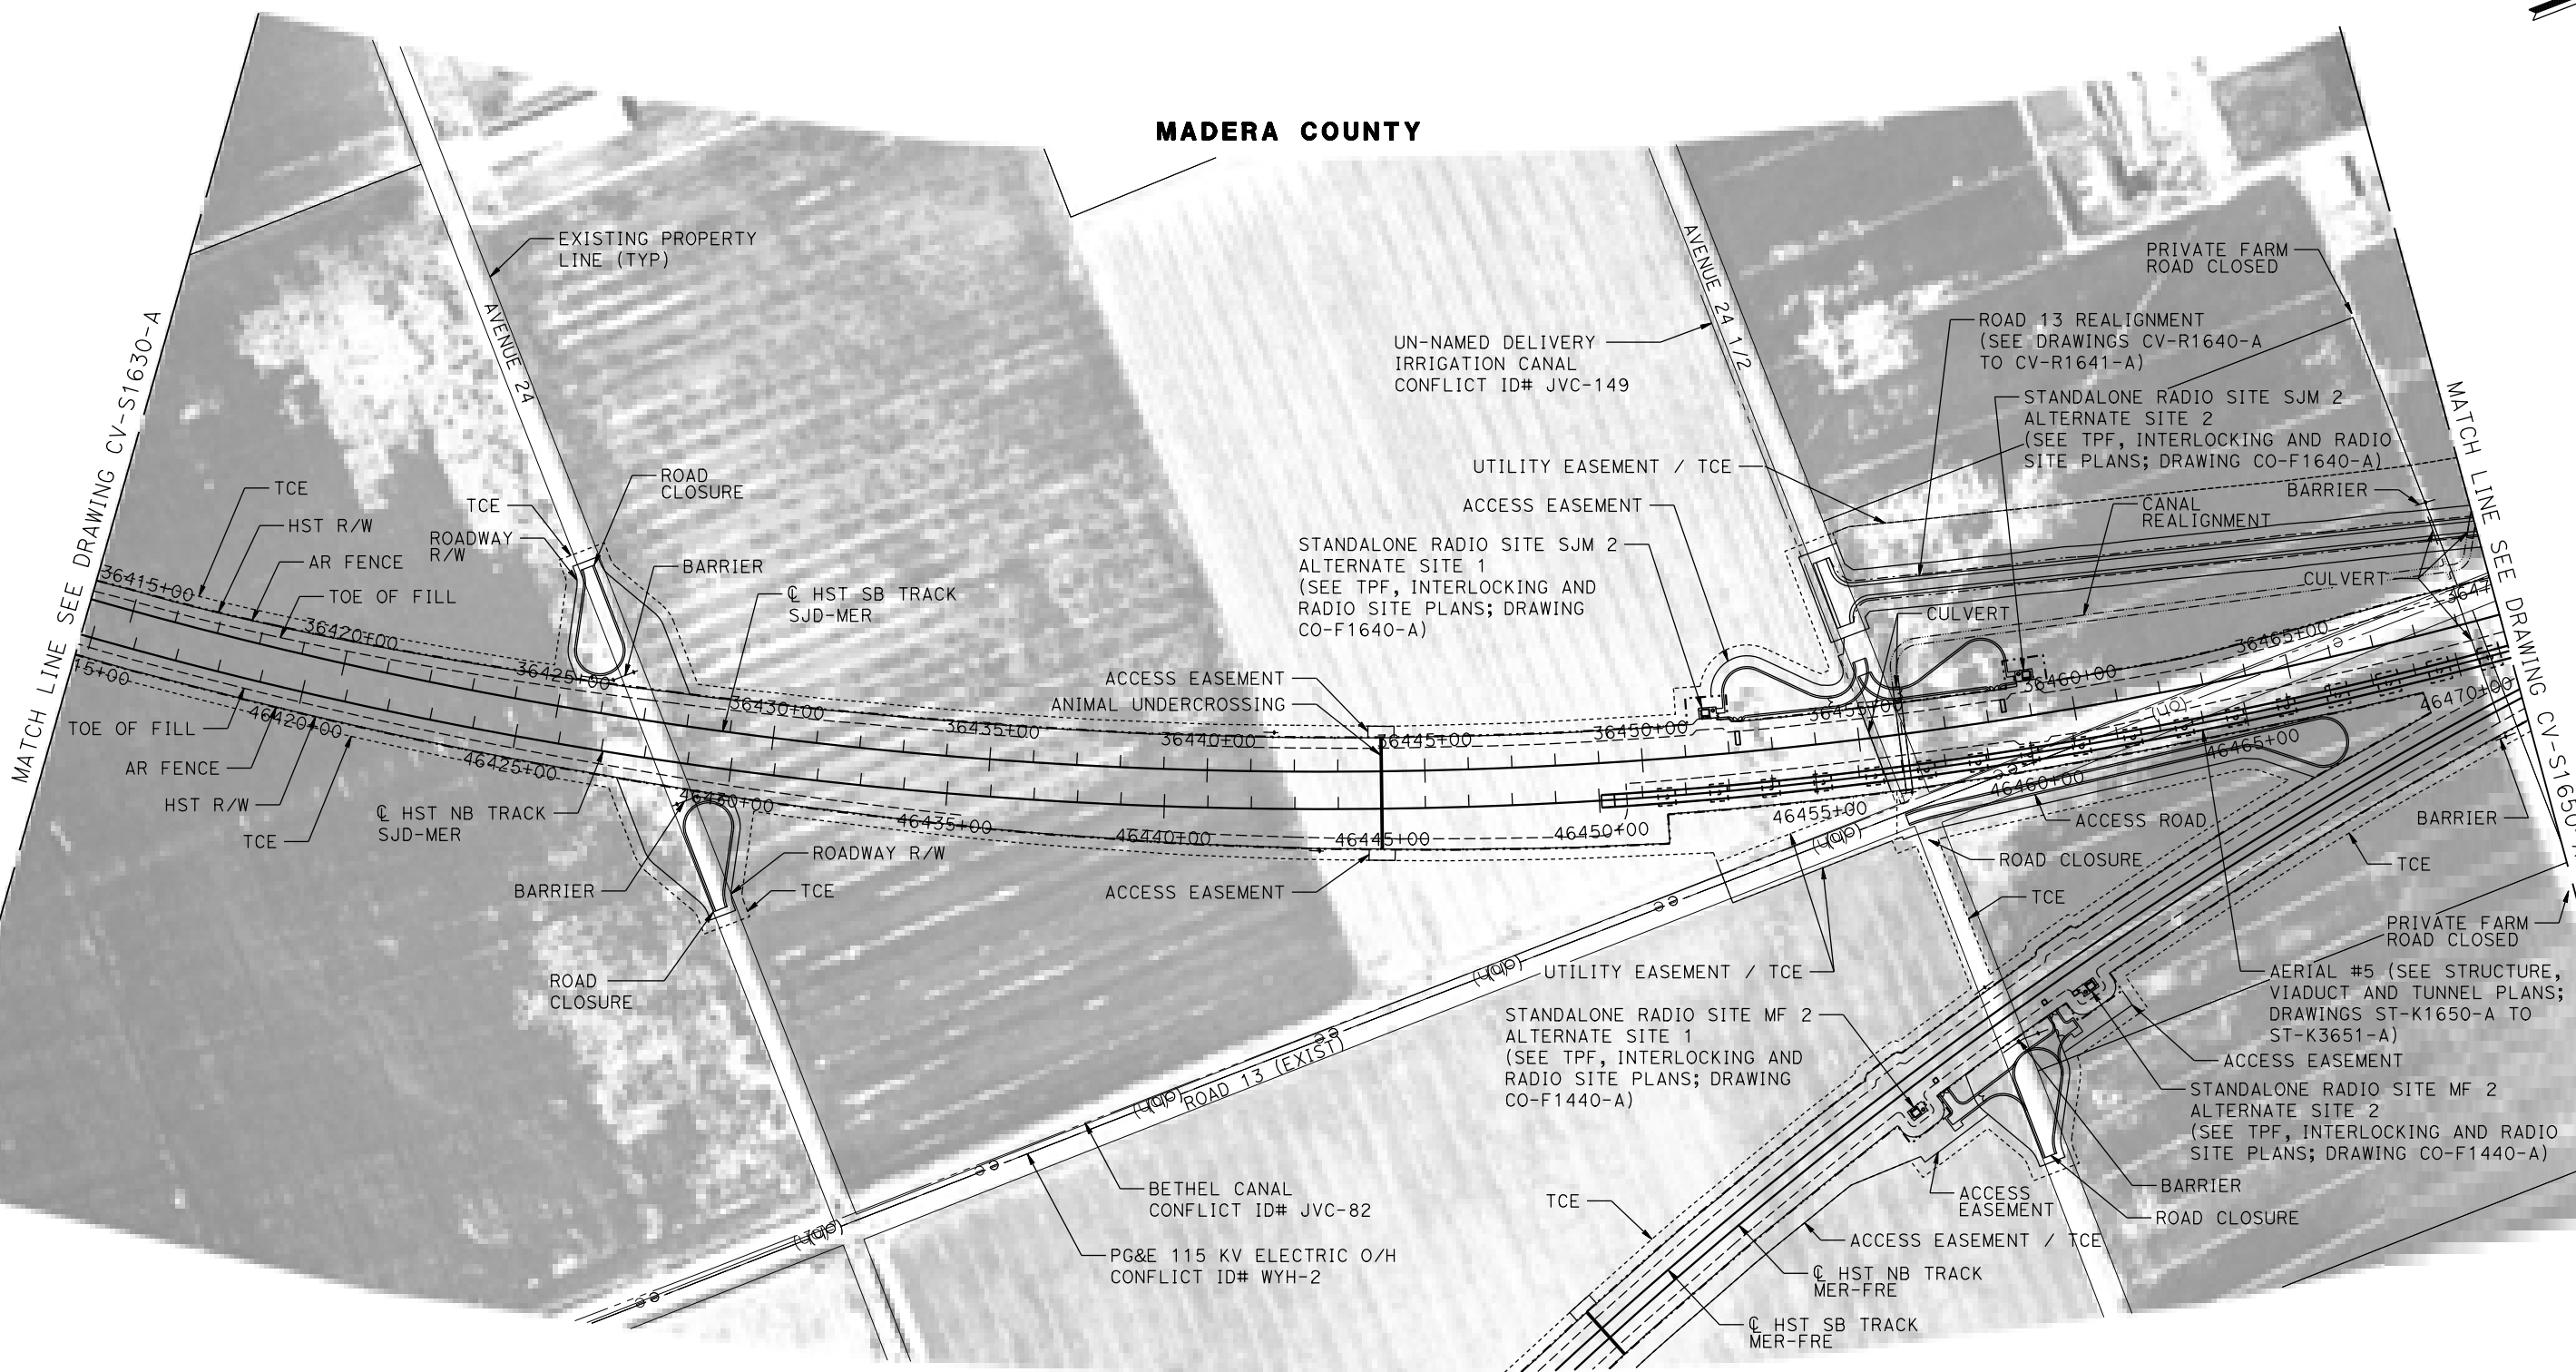 MADERA COUNTY
MATCH LINE SEE DRAWING CV-S1630-A
EXISTING PROPERTY
LINE (TYP)
AVENUE 24
TCE
HST R/W
AR FENCE
TOE OF FILL
TCE
ROADWAY
R/W
ROAD
CLOSURE
BARRIER
℄ HST SB TRACK
SJD-MER
36415+00
36420+00
36425+00
36430+00
36435+00
36440+00
36445+00
36450+00
36455+00
36460+00
36465+00
15+00
46420+00
46425+00
46430+00
46435+00
46440+00
46445+00
46450+00
46455+00
46460+00
46465+00
46470+00
TOE OF FILL
AR FENCE
HST R/W
TCE
℄ HST NB TRACK
SJD-MER
BARRIER
ROAD
CLOSURE
ROADWAY R/W
TCE
ACCESS EASEMENT
ANIMAL UNDERCROSSING
ACCESS EASEMENT
UN-NAMED DELIVERY
IRRIGATION CANAL
CONFLICT ID# JVC-149
AVENUE 24 1/2
UTILITY EASEMENT / TCE
ACCESS EASEMENT
STANDALONE RADIO SITE SJM 2
ALTERNATE SITE 1
(SEE TPF, INTERLOCKING AND
RADIO SITE PLANS; DRAWING
CO-F1640-A)
PRIVATE FARM
ROAD CLOSED
ROAD 13 REALIGNMENT
(SEE DRAWINGS CV-R1640-A
TO CV-R1641-A)
STANDALONE RADIO SITE SJM 2
ALTERNATE SITE 2
(SEE TPF, INTERLOCKING AND RADIO
SITE PLANS; DRAWING CO-F1640-A)
BARRIER
CANAL
REALIGNMENT
CULVERT
CULVERT
MATCH LINE SEE DRAWING CV-S1650
ACCESS ROAD
BARRIER
ROAD CLOSURE
TCE
TCE
PRIVATE FARM
ROAD CLOSED
AERIAL #5 (SEE STRUCTURE,
VIADUCT AND TUNNEL PLANS;
DRAWINGS ST-K1650-A TO
ST-K3651-A)
ACCESS EASEMENT
STANDALONE RADIO SITE MF 2
ALTERNATE SITE 2
(SEE TPF, INTERLOCKING AND RADIO
SITE PLANS; DRAWING CO-F1440-A)
BARRIER
ROAD CLOSURE
UTILITY EASEMENT / TCE
STANDALONE RADIO SITE MF 2
ALTERNATE SITE 1
(SEE TPF, INTERLOCKING AND
RADIO SITE PLANS; DRAWING
CO-F1440-A)
ROAD 13 (EXIST)
BETHEL CANAL
CONFLICT ID# JVC-82
PG&E 115 KV ELECTRIC O/H
CONFLICT ID# WYH-2
TCE
ACCESS
EASEMENT
ACCESS EASEMENT / TCE
℄ HST NB TRACK
MER-FRE
℄ HST SB TRACK
MER-FRE